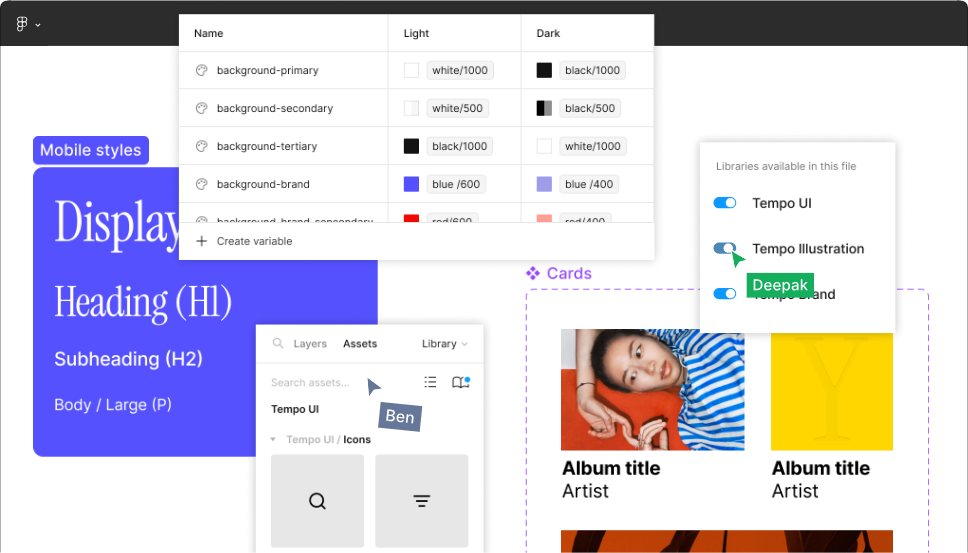 Name Light Dark
background-primary white/1000 black/1000
background-secondary white/500 black/500
background-tertiary black/1000 white/1000
background-brand blue /600 blue /400
background-brand-sencondary red/600 red/400
Create variable
Mobile styles
Display
Heading (H1)
Subheading (H2)
Body / Large (P)
Libraries available in this file
Tempo UI
Tempo Illustration
Deepak
Tempo Brand
Layers Assets Library
Search assets...
Ben
Tempo UI
Tempo UI / Icons
Cards
Y
Album title
Artist
Album title
Artist